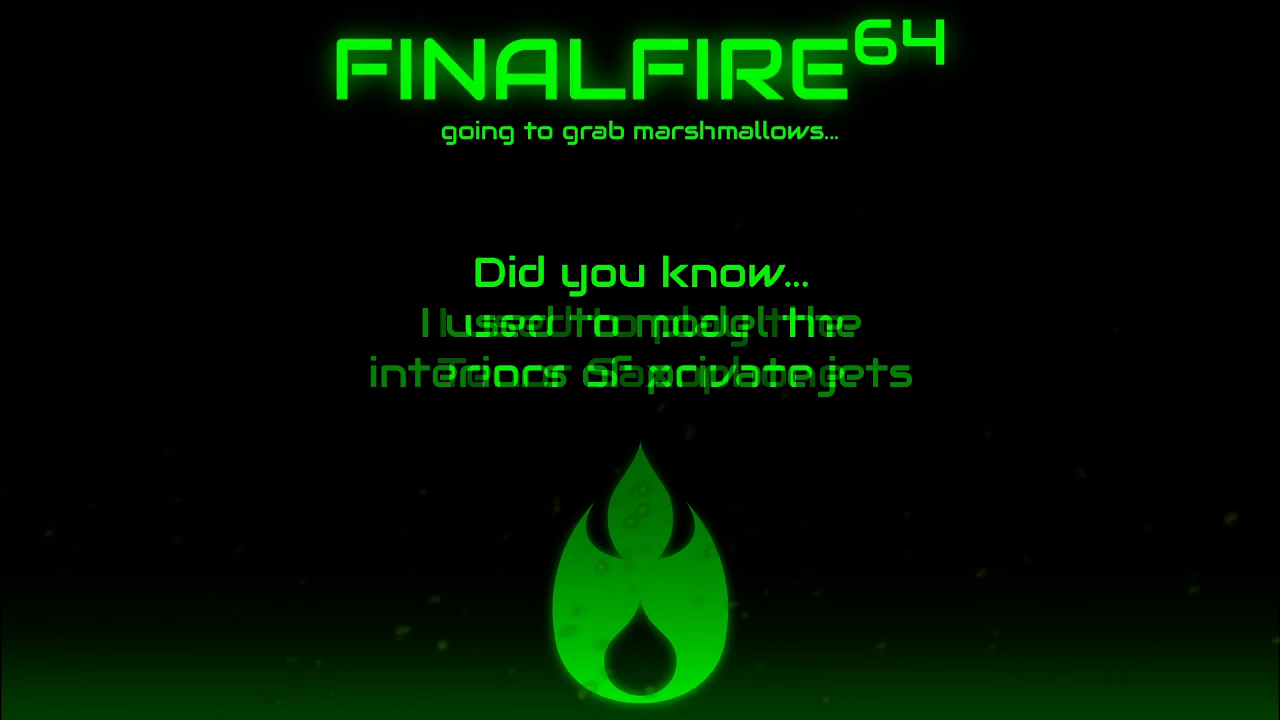 FINALFIRE64
going to grab marshmallows...
Did you know...
I used to model the
interiors of private jets